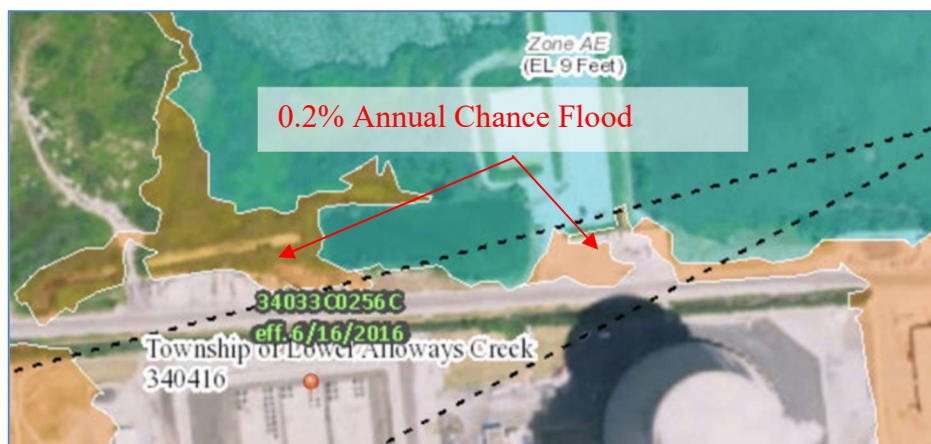 Zone AE
(EL 9 Feet)
0.2% Annual Chance Flood
34033C0256C
eff. 6/16/2016
Township of Lower Alloways Creek
340416